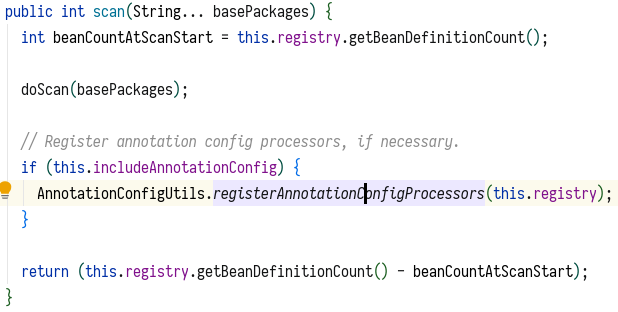 public int scan(String... basePackages) {
int beanCountAtScanStart = this.registry.getBeanDefinitionCount();
doScan(basePackages);
// Register annotation config processors, if necessary.
if (this.includeAnnotationConfig) {
AnnotationConfigUtils.registerAnnotationConfigProcessors(this.registry);
}
return (this.registry.getBeanDefinitionCount() - beanCountAtScanStart);
}